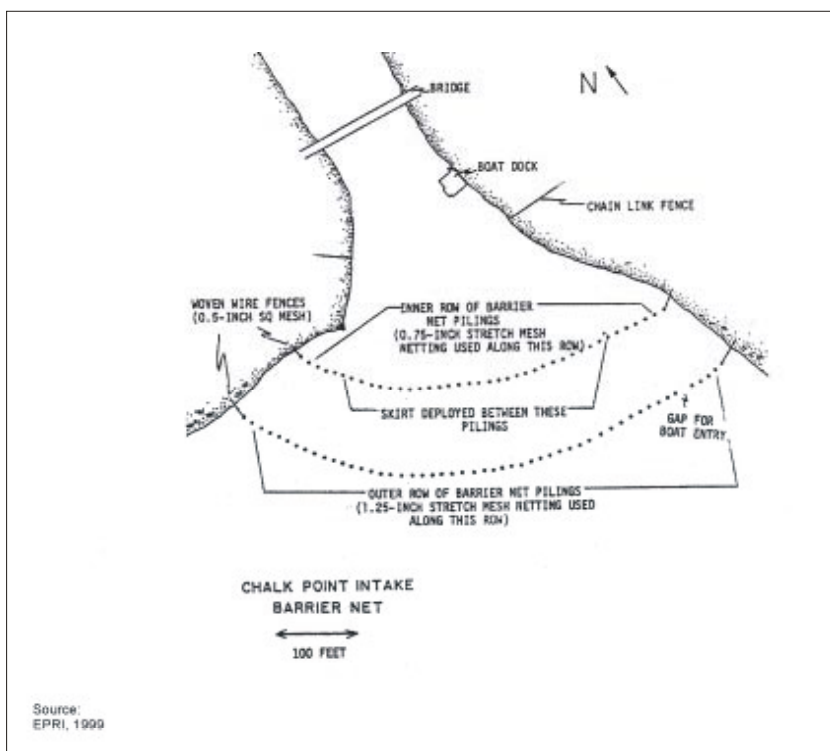 N
BRIDGE
BOAT DOCK
CHAIN LINK FENCE
WOVEN WIRE FENCES
(0.5-INCH SQ MESH)
INNER ROW OF BARRIER
NET PILINGS
(0.75-INCH STRETCH MESH
NETTING USED ALONG THIS ROW)
SKIRT DEPLOYED BETWEEN THESE
PILINGS
GAP FOR
BOAT ENTRY
OUTER ROW OF BARRIER NET PILINGS
(1.25-INCH STRETCH MESH NETTING USED
ALONG THIS ROW)
CHALK POINT INTAKE
BARRIER NET
100 FEET
Source:
EPRI, 1999